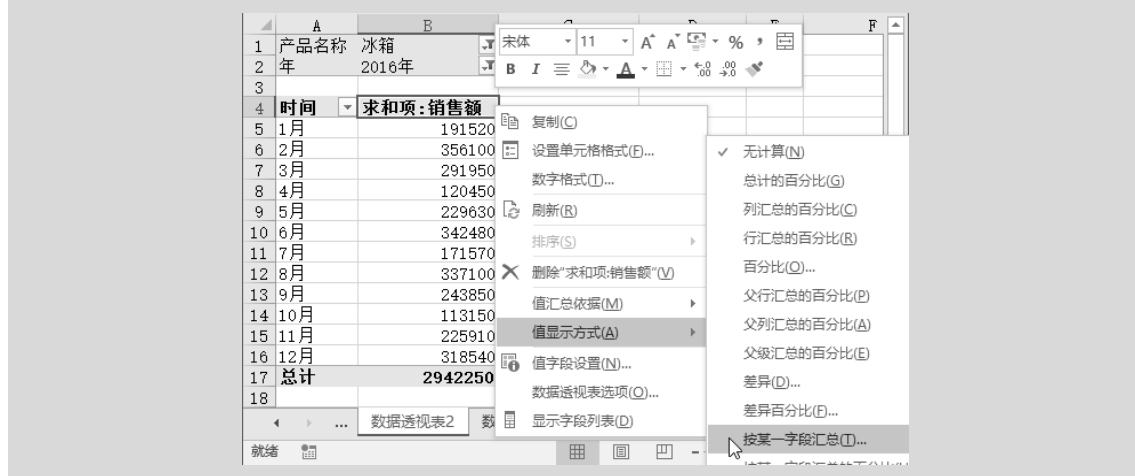 A B F
1 产品名称 冰箱
2 年 2016年
3
4 时间 求和项:销售额
5 1月 191520
6 2月 356100
7 3月 291950
8 4月 120450
9 5月 229630
10 6月 342480
11 7月 171570
12 8月 337100
13 9月 243850
14 10月 113150
15 11月 225910
16 12月 318540
17 总计 2942250
18
数据透视表2 数
就绪
宋体 11 A A % ,
B I A .00 .00
复制(C)
设置单元格格式(F)...
数字格式(T)...
刷新(R)
排序(S)
删除"求和项:销售额"(V)
值汇总依据(M)
值显示方式(A)
值字段设置(N)...
数据透视表选项(O)...
显示字段列表(D)
无计算(N)
总计的百分比(G)
列汇总的百分比(C)
行汇总的百分比(R)
百分比(O)...
父行汇总的百分比(P)
父列汇总的百分比(A)
父级汇总的百分比(E)
差异(D)...
差异百分比(F)...
按某一字段汇总(T)...